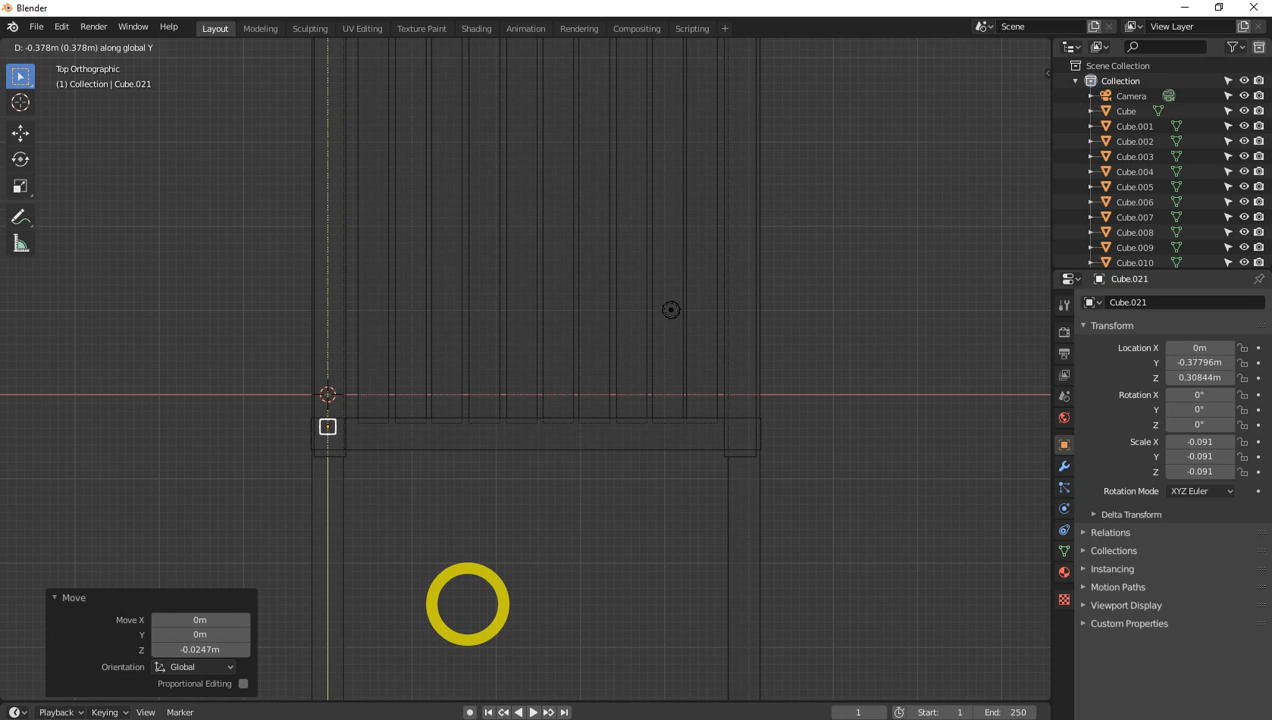 Blender
File Edit Render Window Help Layout Modeling Sculpting UV Editing Texture Paint Shading Animation Rendering Compositing Scripting + Scene View Layer
D: -0.378m (0.378m) along global Y
Top Orthographic
(1) Collection | Cube.021
Scene Collection
Collection
Camera
Cube
Cube.001
Cube.002
Cube.003
Cube.004
Cube.005
Cube.006
Cube.007
Cube.008
Cube.009
Cube.010
Cube.021
Cube.021
Transform
Location X 0m
Y -0.37796m
Z 0.30844m
Rotation X 0°
Y 0°
Z 0°
Scale X -0.091
Y -0.091
Z -0.091
Rotation Mode XYZ Euler
Delta Transform
Relations
Collections
Instancing
Motion Paths
Viewport Display
Custom Properties
Move
Move X 0m
Y 0m
Z -0.0247m
Orientation Global
Proportional Editing
Playback Keying View Marker 1 Start: 1 End: 250